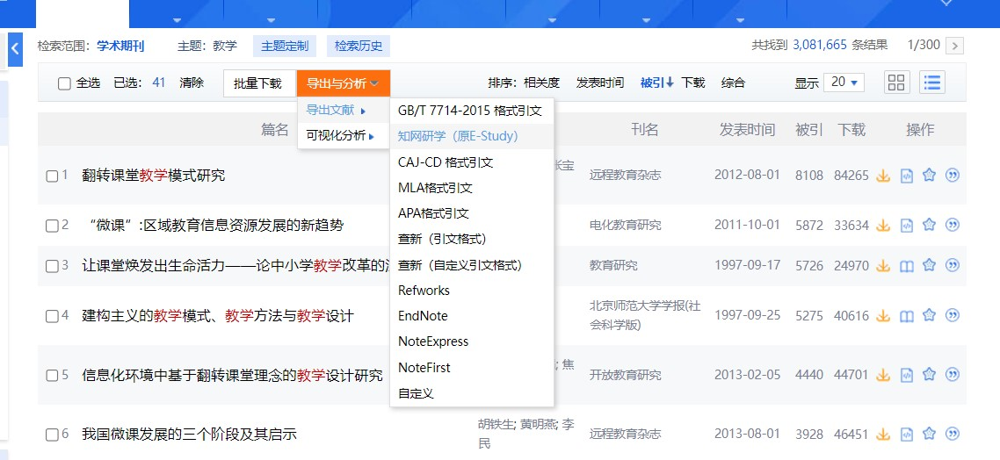 检索范围: 学术期刊 主题: 教学 主题定制 检索历史 共找到 3,081,665 条结果 1/300
全选 已选: 41 清除 批量下载 导出与分析 排序: 相关度 发表时间 被引 下载 综合 显示 20
导出文献
可视化分析
GB/T 7714-2015 格式引文
知网研学（原E-Study）
CAJ-CD 格式引文
MLA格式引文
APA格式引文
查新（引文格式）
查新（自定义引文格式）
Refworks
EndNote
NoteExpress
NoteFirst
自定义
篇名 刊名 发表时间 被引 下载 操作
1 翻转课堂教学模式研究 张宝 远程教育杂志 2012-08-01 8108 84265
2 “微课”:区域教育信息资源发展的新趋势 电化教育研究 2011-10-01 5872 33634
3 让课堂焕发出生命活力——论中小学教学改革的 教育研究 1997-09-17 5726 24970
4 建构主义的教学模式、教学方法与教学设计 北京师范大学学报(社
会科学版) 1997-09-25 5275 40616
5 信息化环境中基于翻转课堂理念的教学设计研究 ; 焦 开放教育研究 2013-02-05 4440 44701
6 我国微课发展的三个阶段及其启示 胡铁生; 黄明燕; 李
民 远程教育杂志 2013-08-01 3928 46451